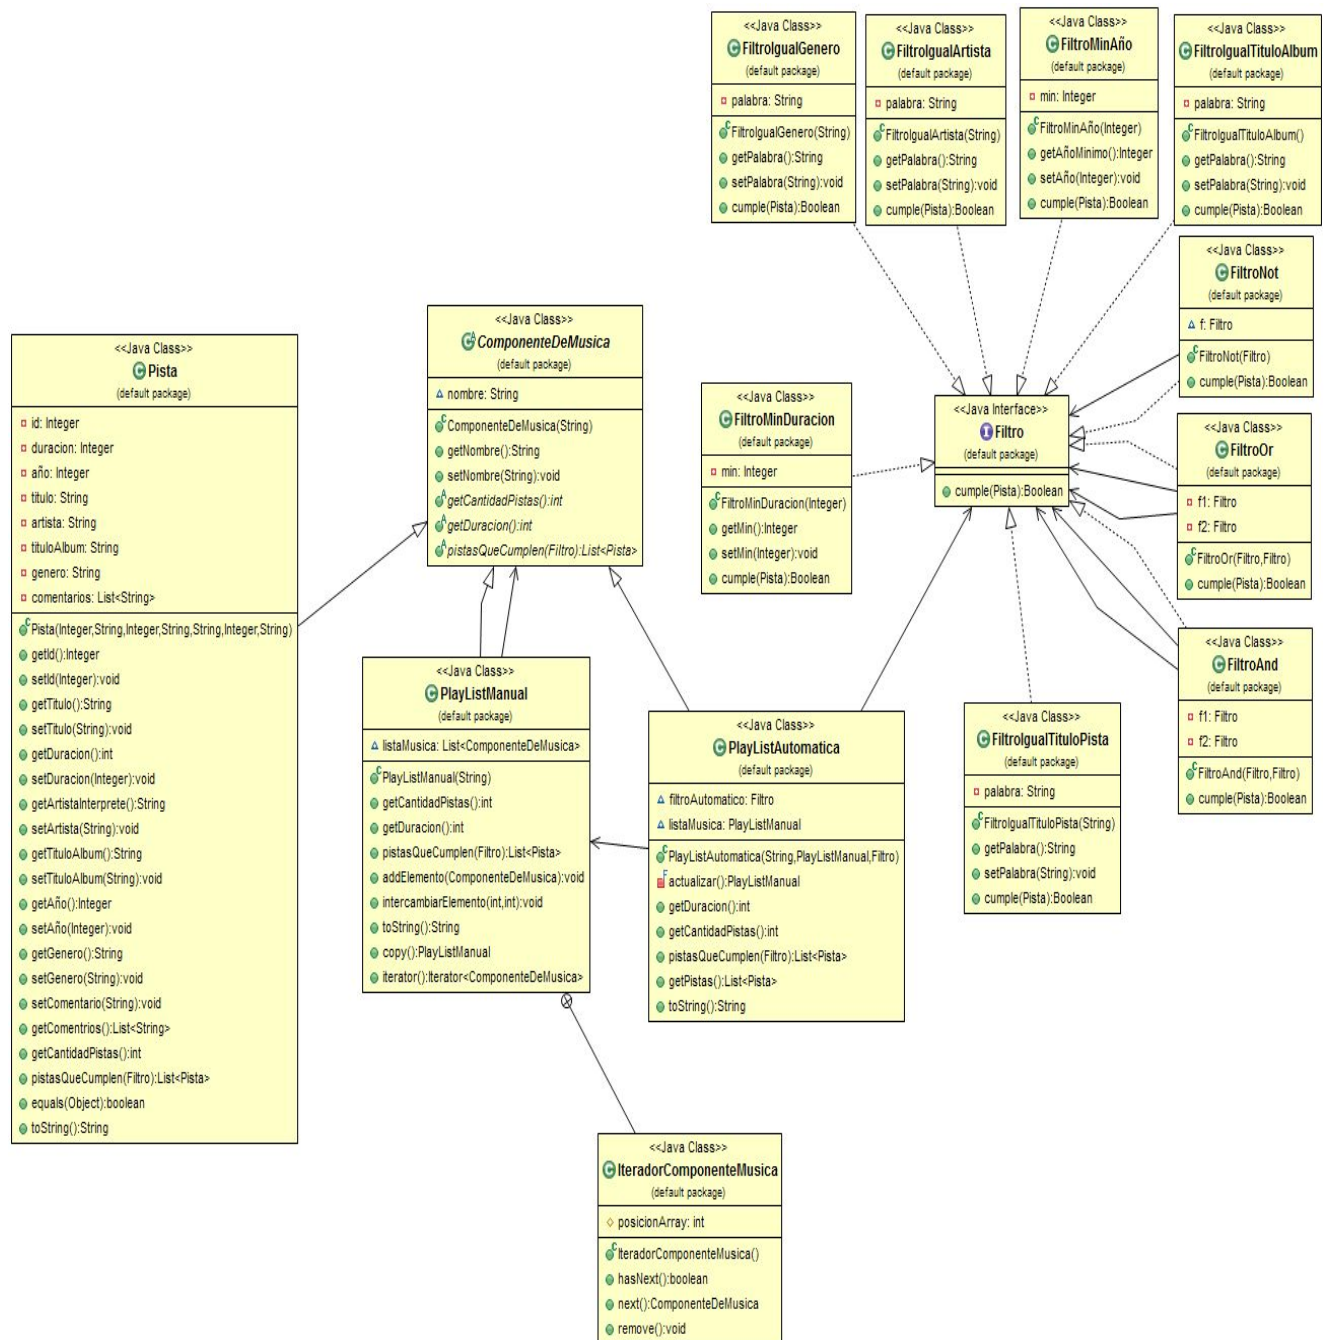 <<Java Class>>
FiltroIgualGenero
(default package)
palabra: String
FiltroIgualGenero(String)
getPalabra():String
setPalabra(String):void
cumple(Pista):Boolean
<<Java Class>>
FiltroIgualArtista
(default package)
palabra: String
FiltroIgualArtista(String)
getPalabra():String
setPalabra(String):void
cumple(Pista):Boolean
<<Java Class>>
FiltroMinAño
(default package)
min: Integer
FiltroMinAño(Integer)
getAñoMinimo():Integer
setAño(Integer):void
cumple(Pista):Boolean
<<Java Class>>
FiltroIgualTituloAlbum
(default package)
palabra: String
FiltroIgualTituloAlbum()
getPalabra():String
setPalabra(String):void
cumple(Pista):Boolean
<<Java Class>>
FiltroNot
(default package)
f: Filtro
FiltroNot(Filtro)
cumple(Pista):Boolean
<<Java Class>>
Pista
(default package)
id: Integer
duracion: Integer
año: Integer
titulo: String
artista: String
tituloAlbum: String
genero: String
comentarios: List<String>
Pista(Integer,String,Integer,String,String,Integer,String)
getId():Integer
setId(Integer):void
getTitulo():String
setTitulo(String):void
getDuracion():int
setDuracion(Integer):void
getArtistaInterprete():String
setArtista(String):void
getTituloAlbum():String
setTituloAlbum(String):void
getAño():Integer
setAño(Integer):void
getGenero():String
setGenero(String):void
setComentario(String):void
getComentrios():List<String>
getCantidadPistas():int
pistasQueCumplen(Filtro):List<Pista>
equals(Object):boolean
toString():String
<<Java Class>>
ComponenteDeMusica
(default package)
nombre: String
ComponenteDeMusica(String)
getNombre():String
setNombre(String):void
getCantidadPistas():int
getDuracion():int
pistasQueCumplen(Filtro):List<Pista>
<<Java Class>>
FiltroMinDuracion
(default package)
min: Integer
FiltroMinDuracion(Integer)
getMin():Integer
setMin(Integer):void
cumple(Pista):Boolean
<<Java Interface>>
Filtro
(default package)
cumple(Pista):Boolean
<<Java Class>>
FiltroOr
(default package)
f1: Filtro
f2: Filtro
FiltroOr(Filtro,Filtro)
cumple(Pista):Boolean
<<Java Class>>
FiltroAnd
(default package)
f1: Filtro
f2: Filtro
FiltroAnd(Filtro,Filtro)
cumple(Pista):Boolean
<<Java Class>>
PlayListManual
(default package)
listaMusica: List<ComponenteDeMusica>
PlayListManual(String)
getCantidadPistas():int
getDuracion():int
pistasQueCumplen(Filtro):List<Pista>
addElemento(ComponenteDeMusica):void
intercambiarElemento(int,int):void
toString():String
copy():PlayListManual
iterator():Iterator<ComponenteDeMusica>
<<Java Class>>
PlayListAutomatica
(default package)
filtroAutomatico: Filtro
listaMusica: PlayListManual
PlayListAutomatica(String,PlayListManual,Filtro)
actualizar():PlayListManual
getDuracion():int
getCantidadPistas():int
pistasQueCumplen(Filtro):List<Pista>
getPistas():List<Pista>
toString():String
<<Java Class>>
FiltroIgualTituloPista
(default package)
palabra: String
FiltroIgualTituloPista(String)
getPalabra():String
setPalabra(String):void
cumple(Pista):Boolean
<<Java Class>>
IteradorComponenteMusica
(default package)
posicionArray: int
IteradorComponenteMusica()
hasNext():boolean
next():ComponenteDeMusica
remove():void